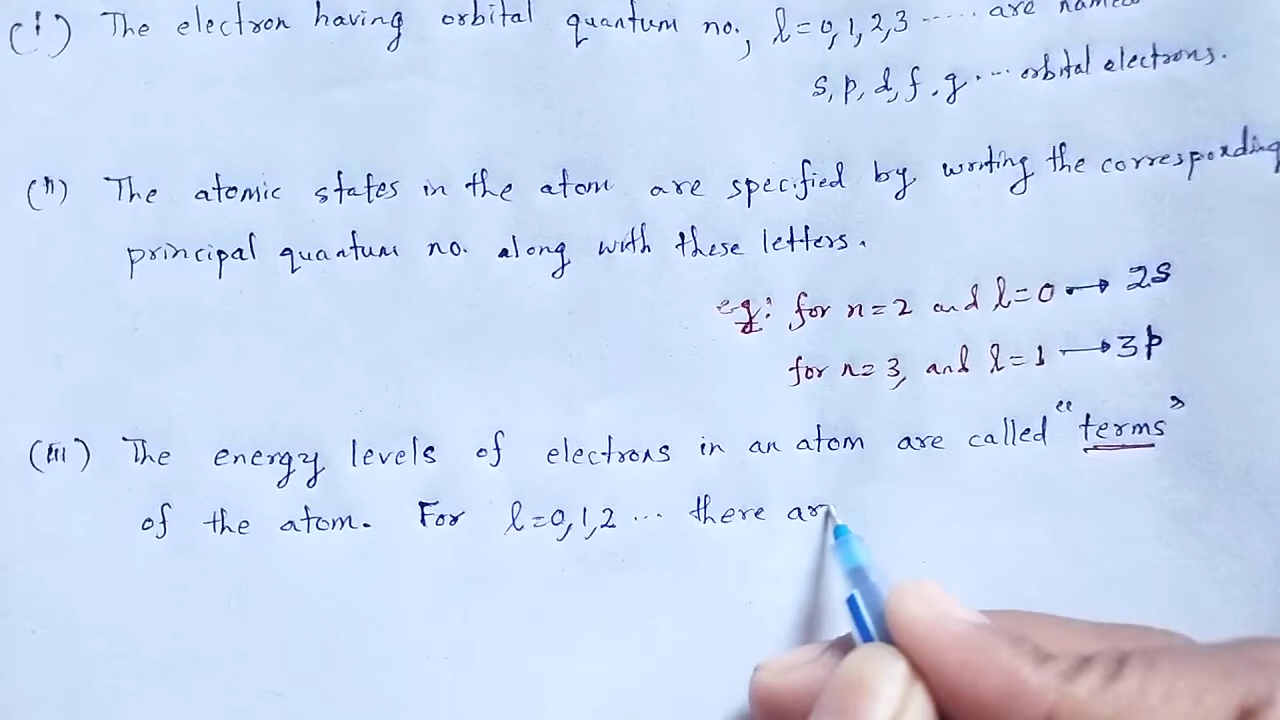 (i) The electron having orbital quantum no., l=0,1,2,3 ..... are named
s, p, d, f, g .... orbital electrons.
(ii) The atomic states in the atom are specified by writing the corresponding
principal quantum no. along with these letters.
eg: for n=2 and l=0 → 2s
for n=3, and l=1 → 3p
(iii) The energy levels of electrons in an atom are called "terms"
of the atom. For l=0,1,2 ... there ar